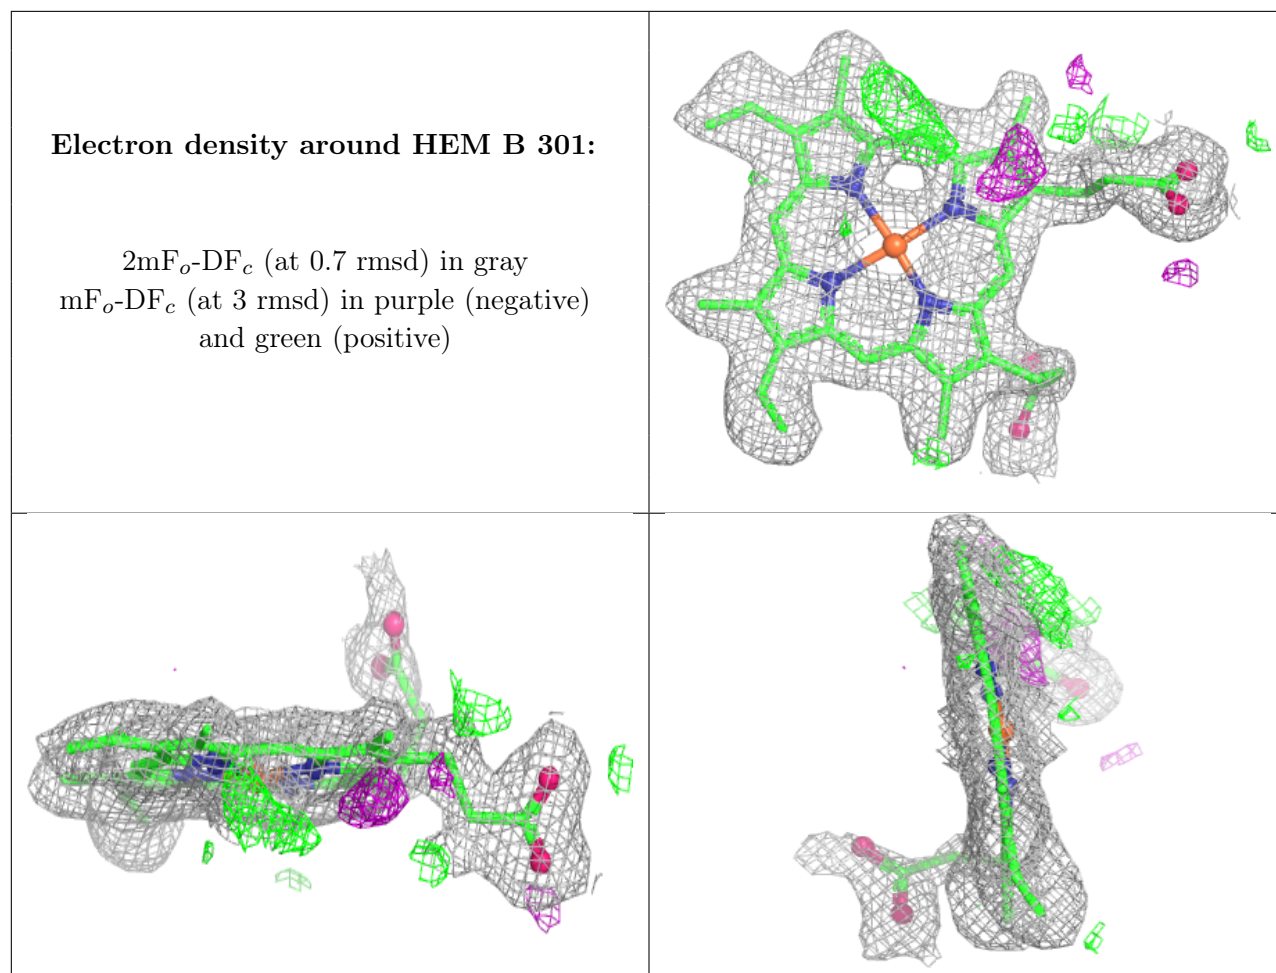 Electron density around HEM B 301:
2mFo-DFc (at 0.7 rmsd) in gray
mFo-DFc (at 3 rmsd) in purple (negative)
and green (positive)